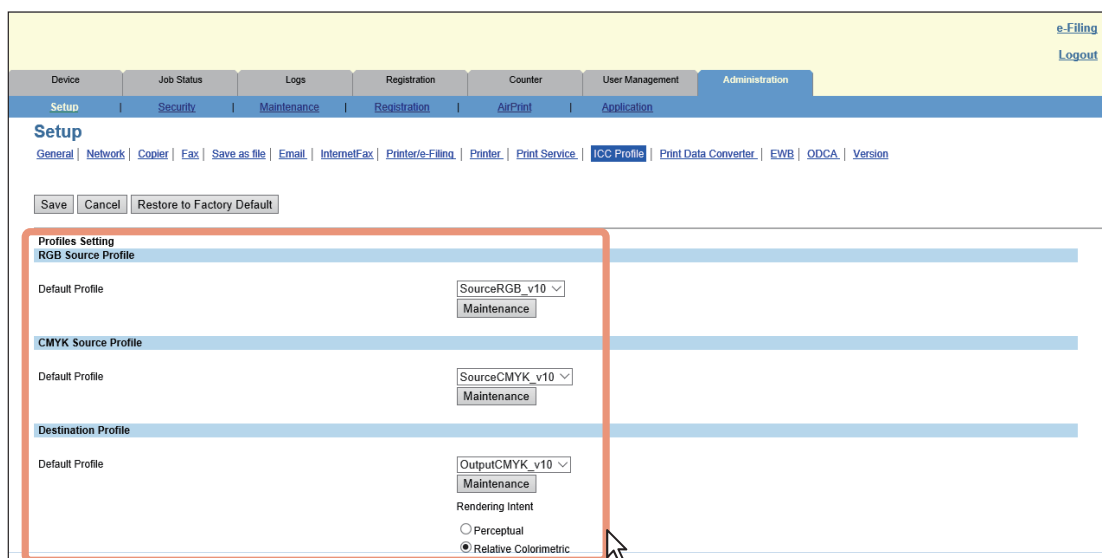 e-Filing
Logout
Device Job Status Logs Registration Counter User Management Administration
Setup | Security | Maintenance | Registration | AirPrint | Application
Setup
General | Network | Copier | Fax | Save as file | Email | InternetFax | Printer/e-Filing | Printer | Print Service | ICC Profile | Print Data Converter | EWB | ODCA | Version
Save Cancel Restore to Factory Default
Profiles Setting
RGB Source Profile
Default Profile SourceRGB_v10
Maintenance
CMYK Source Profile
Default Profile SourceCMYK_v10
Maintenance
Destination Profile
Default Profile OutputCMYK_v10
Maintenance
Rendering Intent
Perceptual
Relative Colorimetric